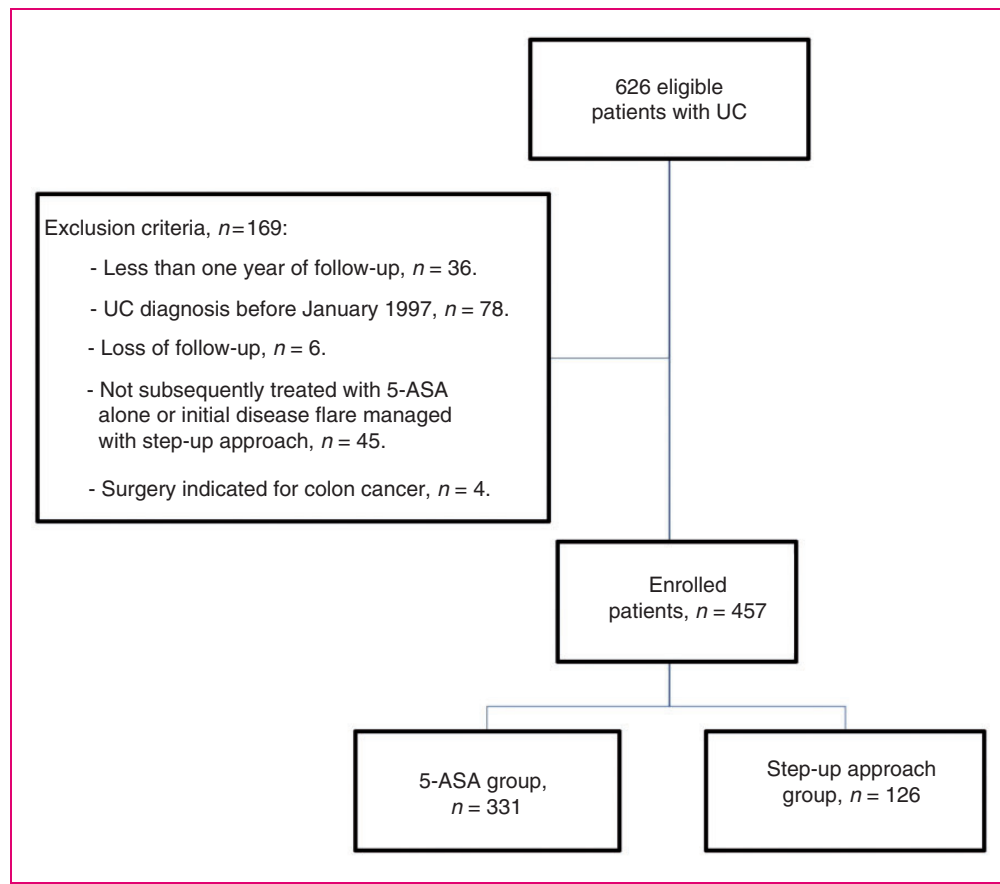 626 eligible
patients with UC
Exclusion criteria, n=169:
- Less than one year of follow-up, n = 36.
- UC diagnosis before January 1997, n = 78.
- Loss of follow-up, n = 6.
- Not subsequently treated with 5-ASA
alone or initial disease flare managed
with step-up approach, n = 45.
- Surgery indicated for colon cancer, n = 4.
Enrolled
patients, n = 457
5-ASA group,
n = 331
Step-up approach
group, n = 126